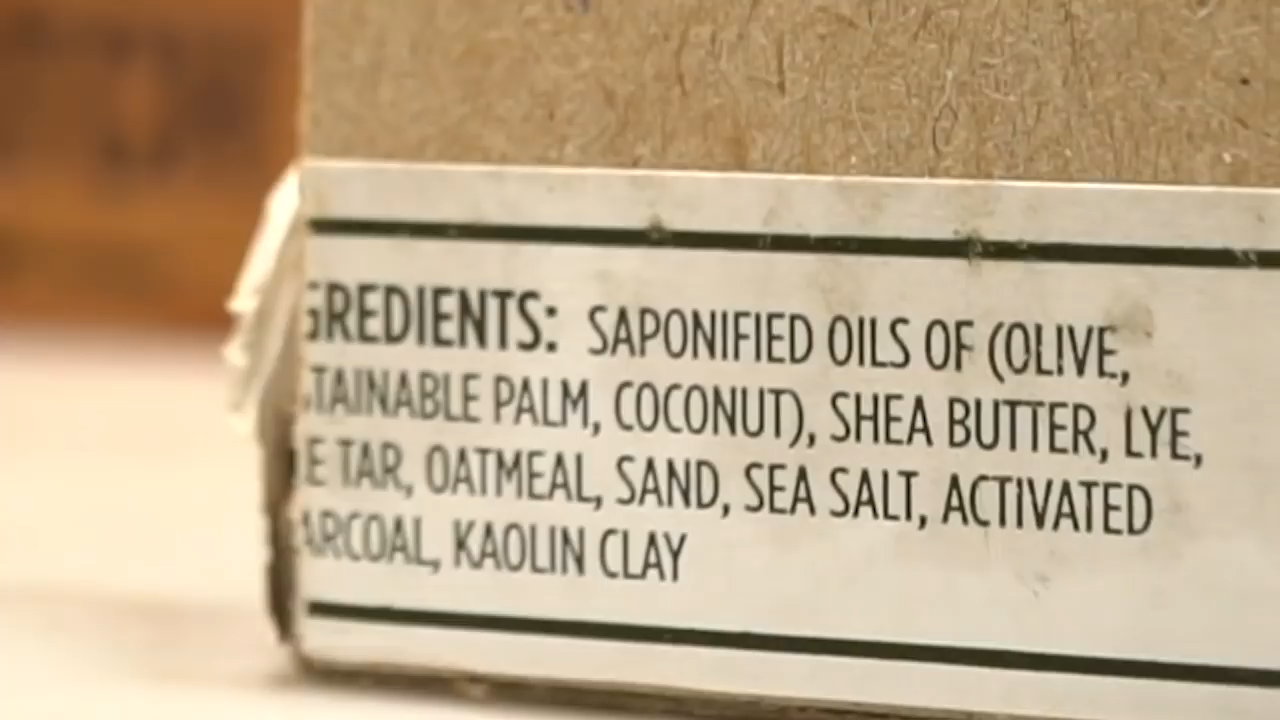 GREDIENTS: SAPONIFIED OILS OF (OLIVE,
TAINABLE PALM, COCONUT), SHEA BUTTER, LYE,
E TAR, OATMEAL, SAND, SEA SALT, ACTIVATED
ARCOAL, KAOLIN CLAY